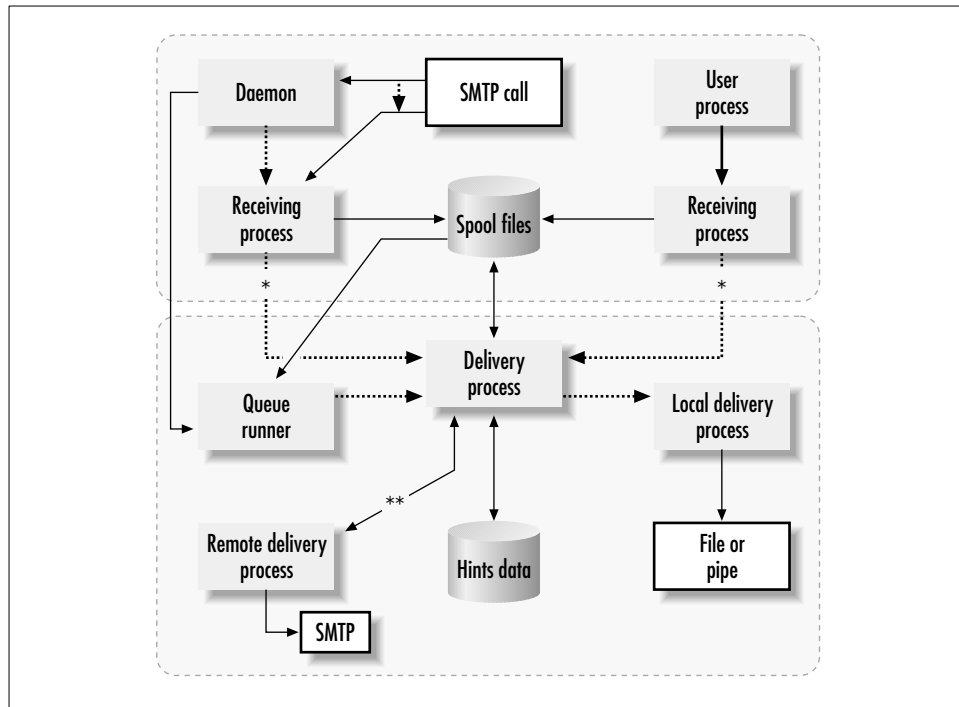 Daemon
SMTP call
User
process
Receiving
process
Spool files
Receiving
process
*
*
Delivery
process
Queue
runner
Local delivery
process
**
Remote delivery
process
Hints data
File or
pipe
SMTP